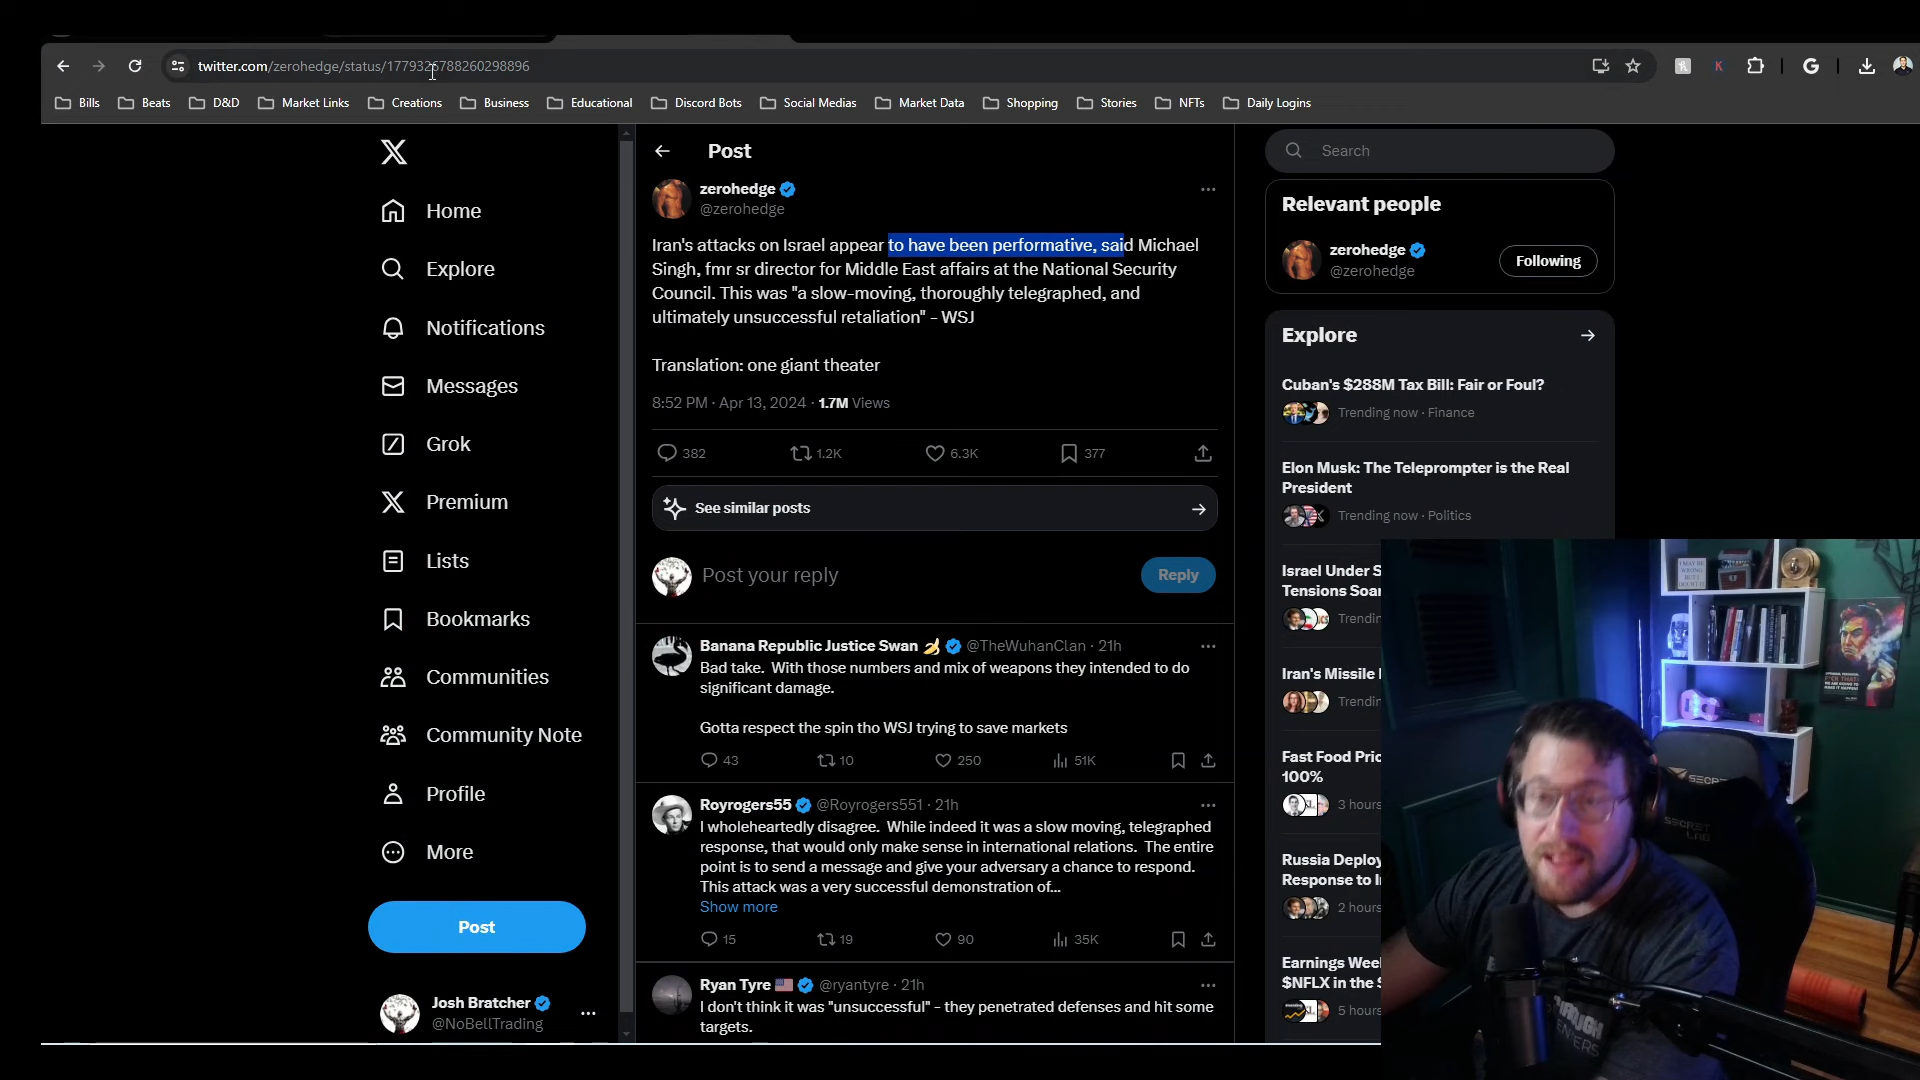 twitter.com/zerohedge/status/1779326788260298896
Bills Beats D&D Market Links Creations Business Educational Discord Bots Social Medias Market Data Shopping Stories NFTs Daily Logins
Home
Explore
Notifications
Messages
Grok
Premium
Lists
Bookmarks
Communities
Community Note
Profile
More
Post
Josh Bratcher
@NoBellTrading
Post
zerohedge
@zerohedge
Iran's attacks on Israel appear to have been performative, said Michael
Singh, fmr sr director for Middle East affairs at the National Security
Council. This was "a slow-moving, thoroughly telegraphed, and
ultimately unsuccessful retaliation" - WSJ
Translation: one giant theater
8:52 PM · Apr 13, 2024 · 1.7M Views
382 1.2K 6.3K 377
See similar posts
Post your reply
Reply
Banana Republic Justice Swan @TheWuhanClan · 21h
Bad take. With those numbers and mix of weapons they intended to do
significant damage.
Gotta respect the spin tho WSJ trying to save markets
43 10 250 51K
Royrogers55 @Royrogers551 · 21h
I wholeheartedly disagree. While indeed it was a slow moving, telegraphed
response, that would only make sense in international relations. The entire
point is to send a message and give your adversary a chance to respond.
This attack was a very successful demonstration of...
Show more
15 19 90 35K
Ryan Tyre @ryantyre · 21h
I don't think it was "unsuccessful" - they penetrated defenses and hit some
targets.
Search
Relevant people
zerohedge
@zerohedge
Following
Explore
Cuban's $288M Tax Bill: Fair or Foul?
Trending now · Finance
Elon Musk: The Teleprompter is the Real
President
Trending now · Politics
Israel Under S
Tensions Soar
Trendin
Iran's Missile
Trendin
Fast Food Pric
100%
3 hours
Russia Deploy
Response to I
2 hours
Earnings Wee
$NFLX in the S
5 hours
SECRET
LAB